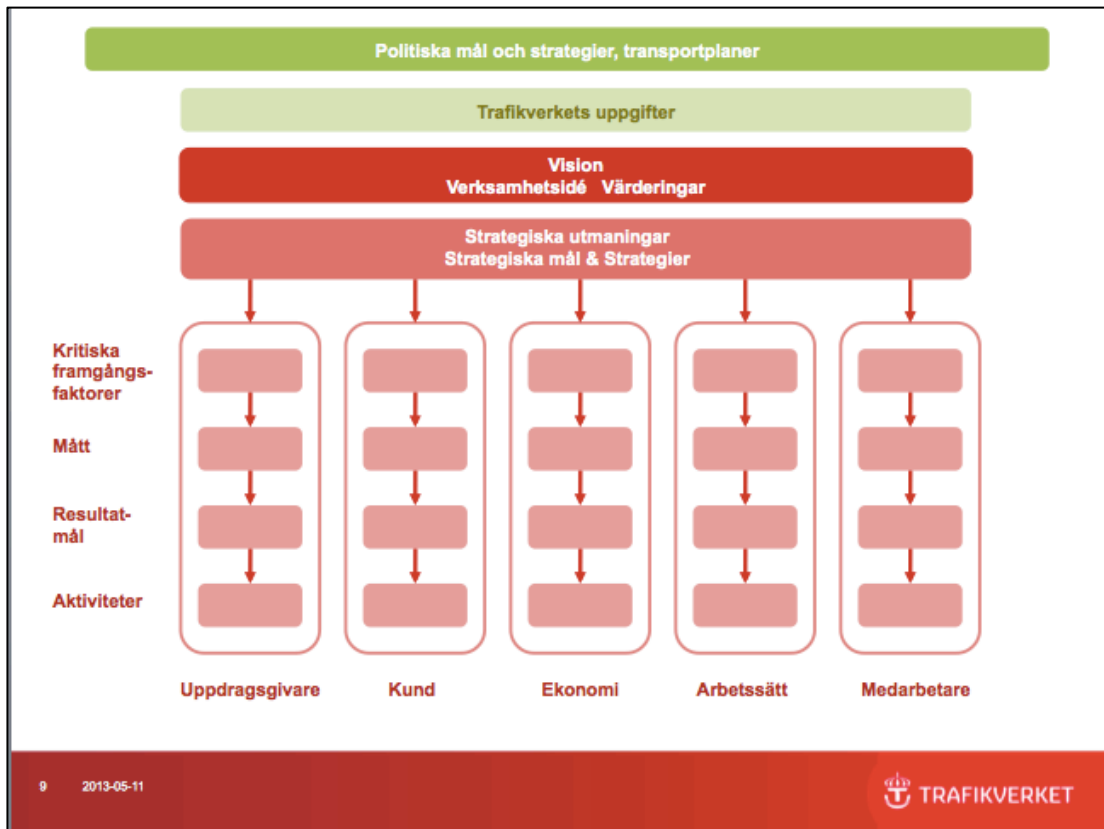 Politiska mål och strategier, transportplaner
Trafikverkets uppgifter
Vision
Verksamhetsidé Värderingar
Strategiska utmaningar
Strategiska mål & Strategier
Kritiska
framgångs-
faktorer
Mått
Resultat-
mål
Aktiviteter
Uppdragsgivare
Kund
Ekonomi
Arbetssätt
Medarbetare
9
2013-05-11
TRAFIKVERKET